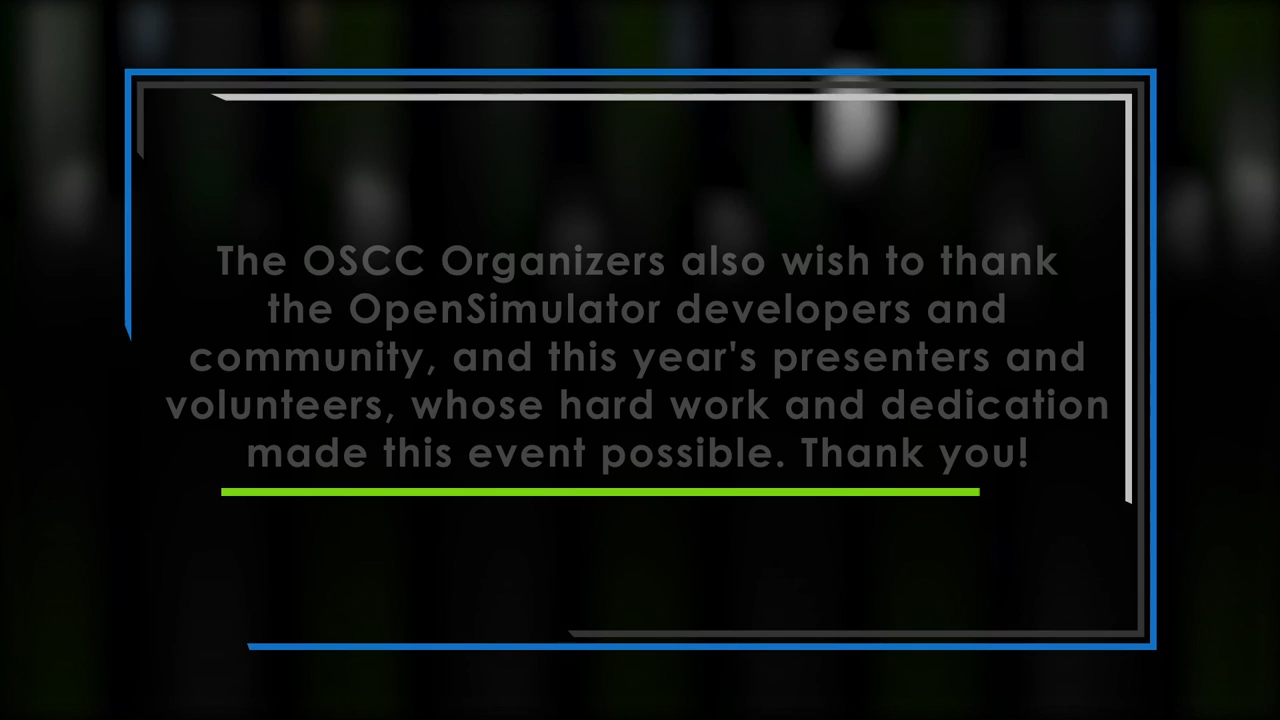 The OSCC Organizers also wish to thank
the OpenSimulator developers and
community, and this year's presenters and
volunteers, whose hard work and dedication
made this event possible. Thank you!